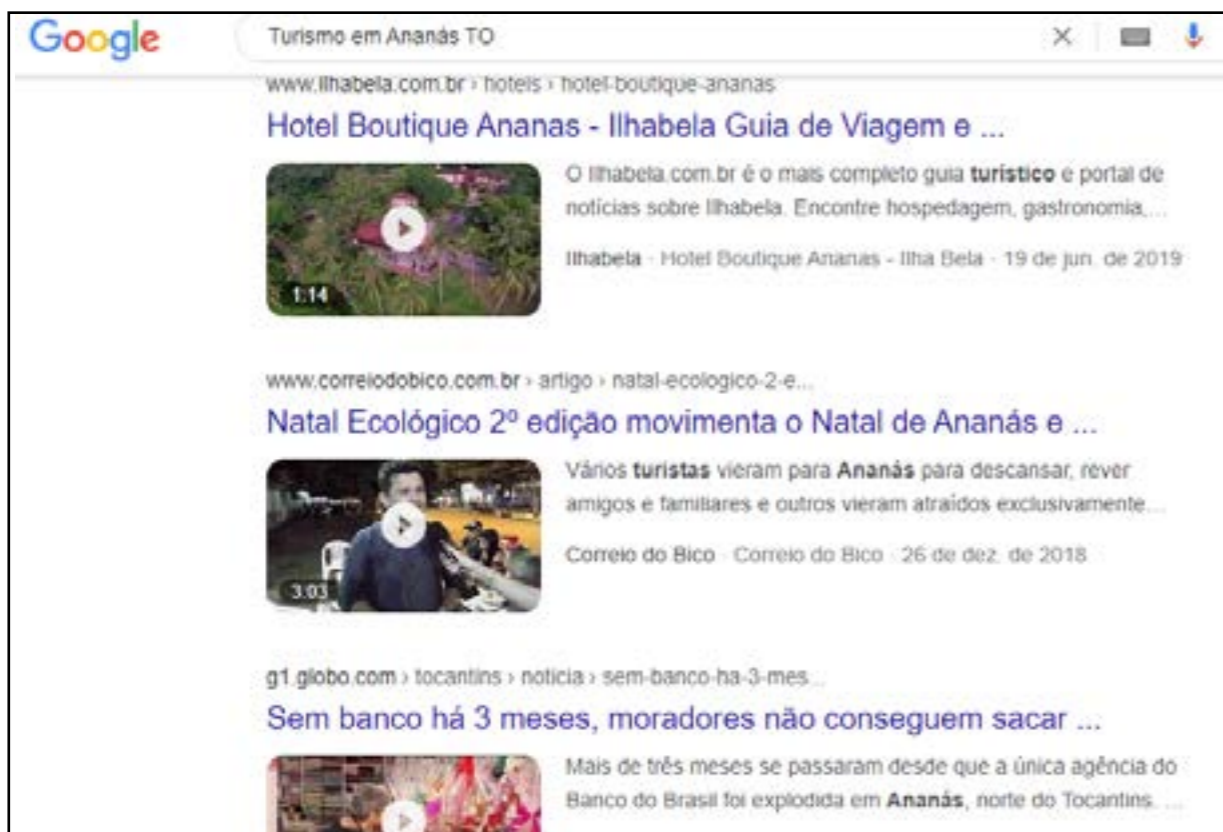 Google
Turismo em Ananás TO
www.ilhabela.com.br › hoteis › hotel-boutique-ananas
Hotel Boutique Ananas - Ilhabela Guia de Viagem e ...
O Ilhabela.com.br é o mais completo guia turístico e portal de
notícias sobre Ilhabela. Encontre hospedagem, gastronomia,...
Ilhabela · Hotel Boutique Ananas - Ilha Bela · 19 de jun. de 2019
1:14
www.correiodobico.com.br › artigo › natal-ecologico-2-e...
Natal Ecológico 2º edição movimenta o Natal de Ananás e ...
Vários turistas vieram para Ananás para descansar, rever
amigos e familiares e outros vieram atraídos exclusivamente...
Correio do Bico · Correio do Bico · 26 de dez. de 2018
3:03
g1.globo.com › tocantins › noticia › sem-banco-ha-3-mes...
Sem banco há 3 meses, moradores não conseguem sacar ...
Mais de três meses se passaram desde que a única agência do
Banco do Brasil foi explodida em Ananás, norte do Tocantins. ...